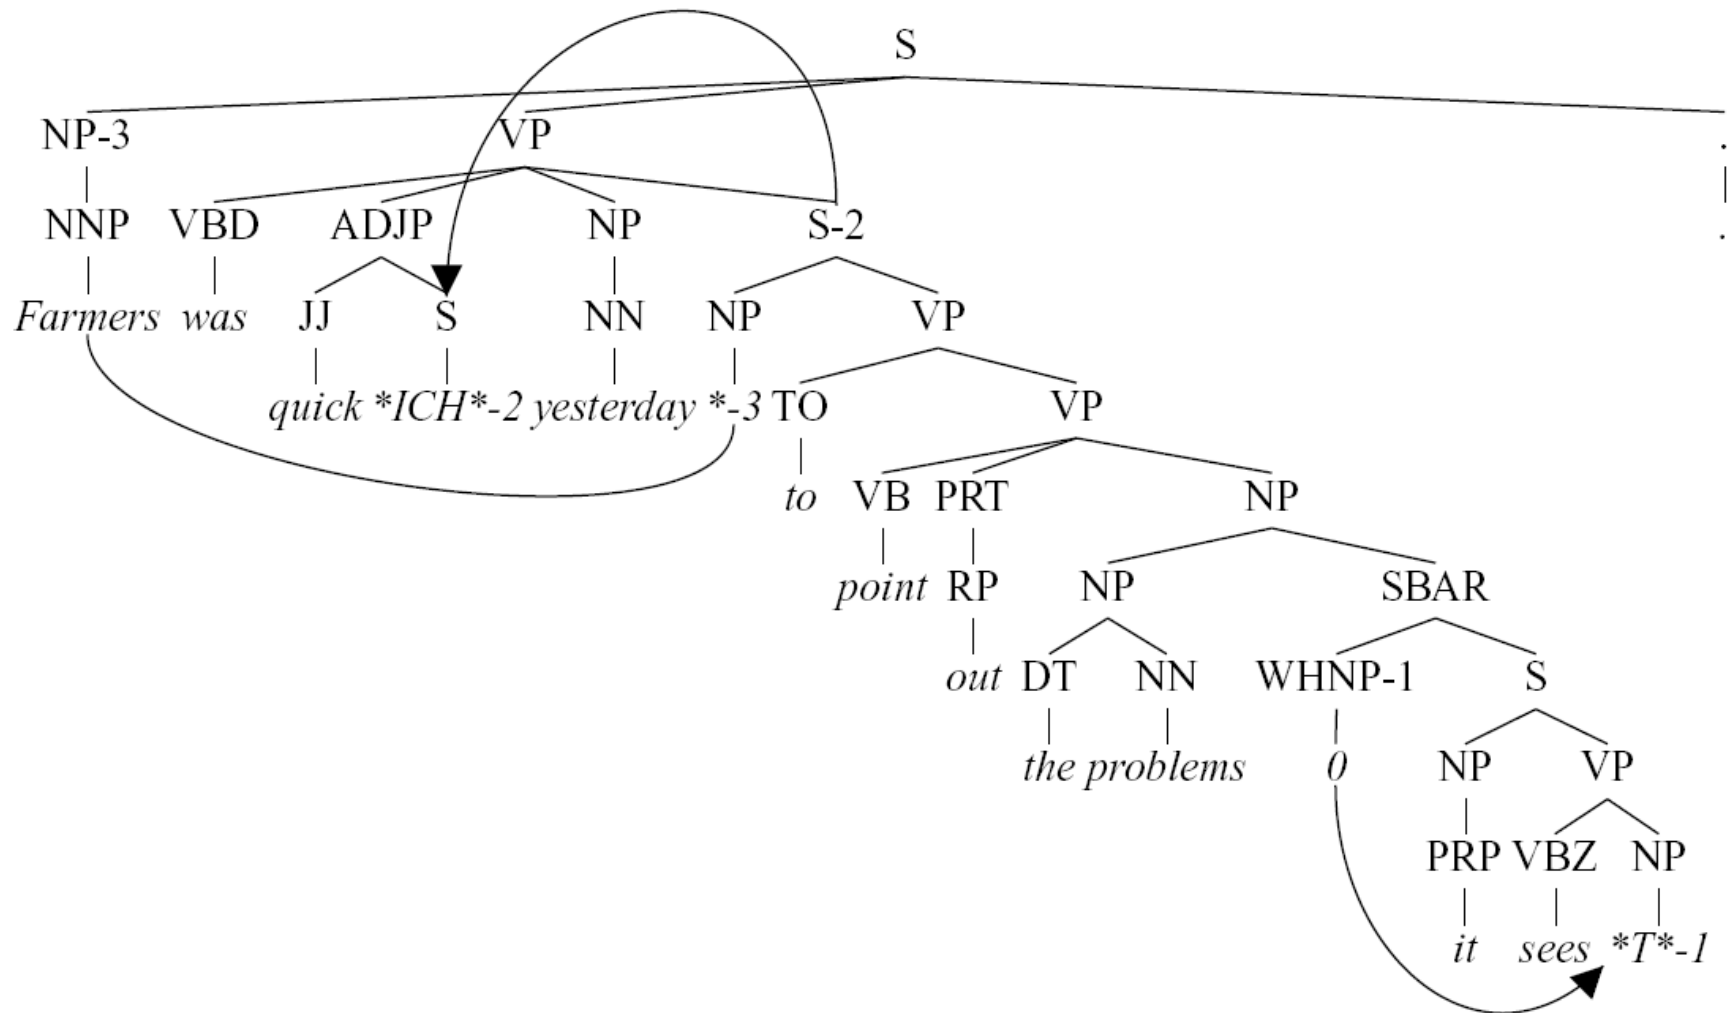 S
NP-3 VP .
NNP VBD ADJP NP S-2 .
Farmers was JJ S NN NP VP
quick *ICH*-2 yesterday *-3 TO VP
to VB PRT NP
point RP NP SBAR
out DT NN WHNP-1 S
the problems 0 NP VP
PRP VBZ NP
it sees *T*-1